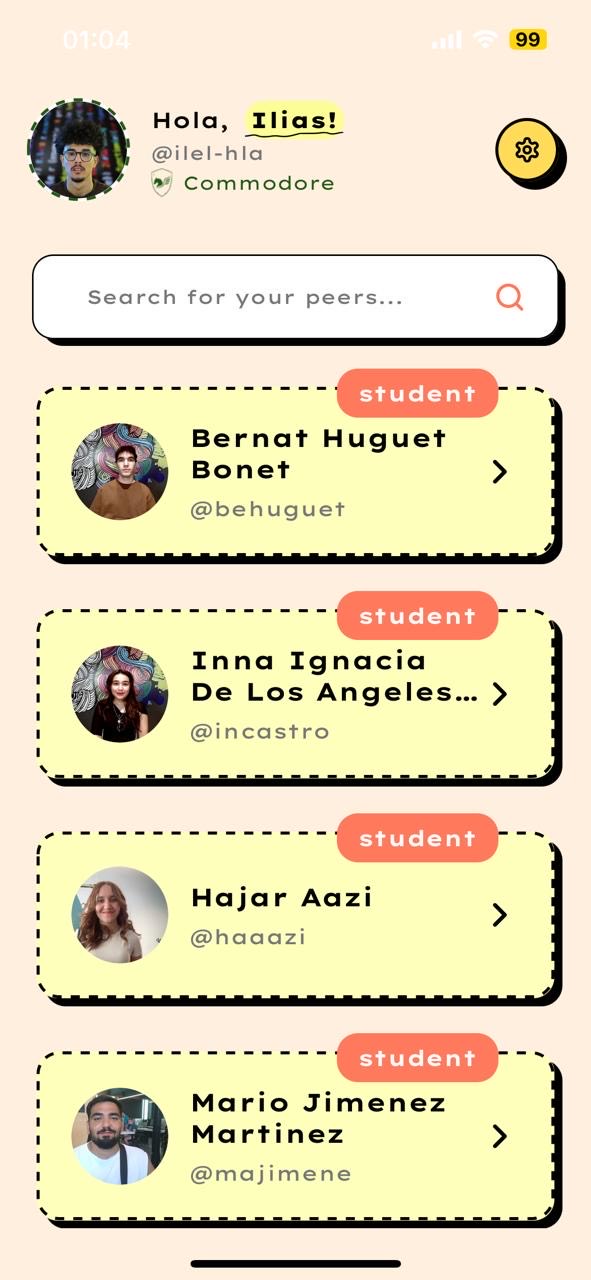 01:04
99
Hola, Ilias!
@ilel-hla
Commodore
Search for your peers...
student
Bernat Huguet
Bonet
@behuguet
student
Inna Ignacia
De Los Angeles...
@incastro
student
Hajar Aazi
@haaazi
student
Mario Jimenez
Martinez
@majimene